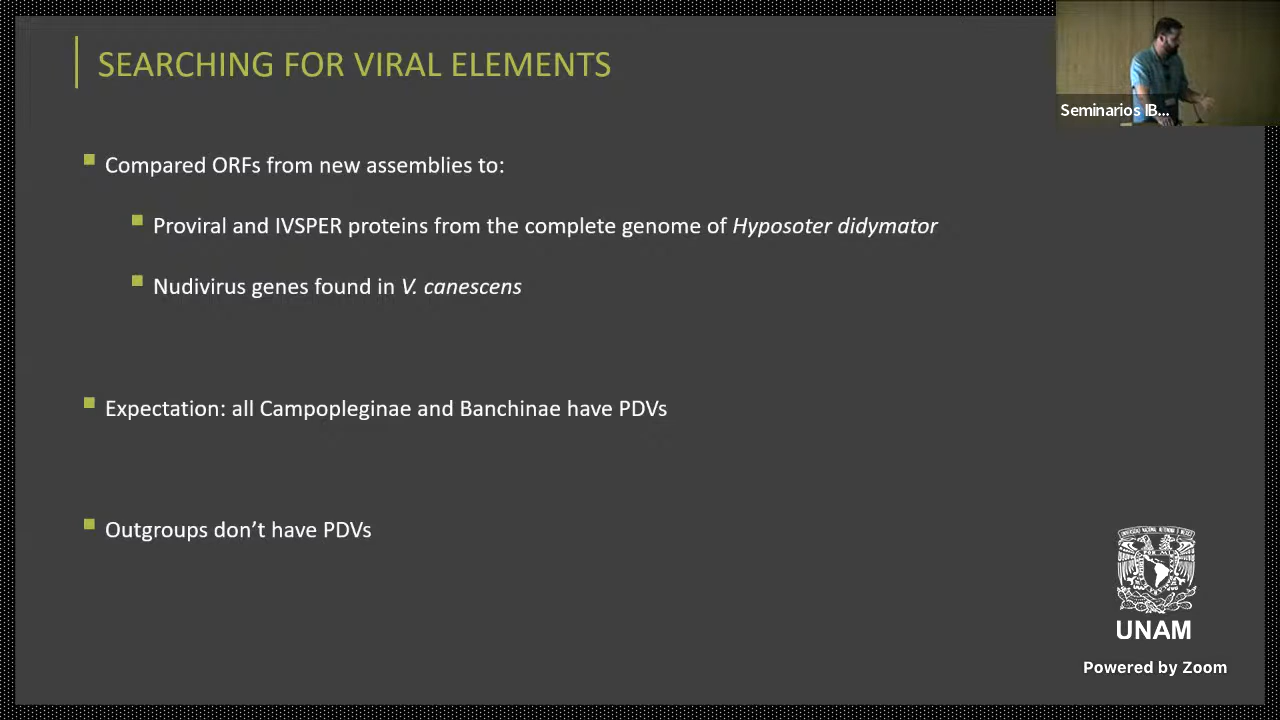 SEARCHING FOR VIRAL ELEMENTS
Seminarios IB...
Compared ORFs from new assemblies to:
Proviral and IVSPER proteins from the complete genome of Hyposoter didymator
Nudivirus genes found in V. canescens
Expectation: all Campopleginae and Banchinae have PDVs
Outgroups don’t have PDVs
UNAM
Powered by Zoom